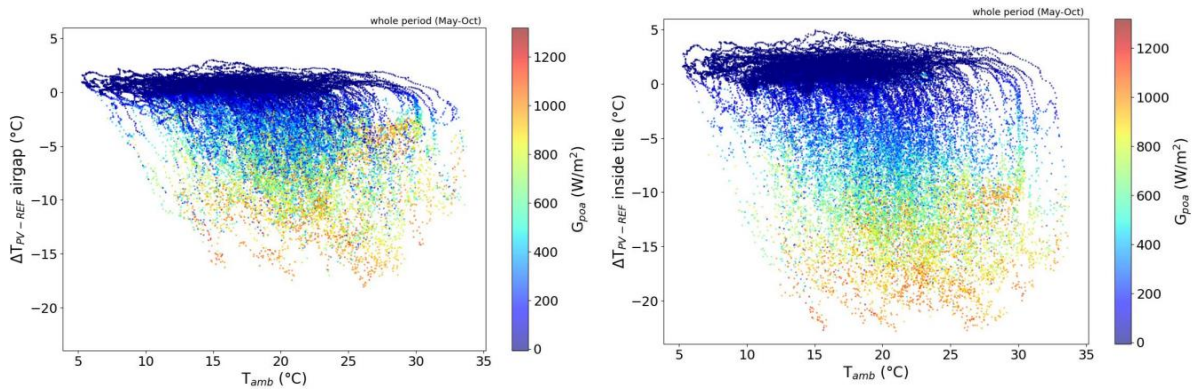 whole period (May-Oct)
5
0
−5
−10
−15
−20
ΔT_PV−REF airgap (°C)
5 10 15 20 25 30 35
T_amb (°C)
1200
1000
800
600
400
200
0
G_poa (W/m²)
whole period (May-Oct)
5
0
−5
−10
−15
−20
ΔT_PV−REF inside tile (°C)
5 10 15 20 25 30 35
T_amb (°C)
1200
1000
800
600
400
200
0
G_poa (W/m²)